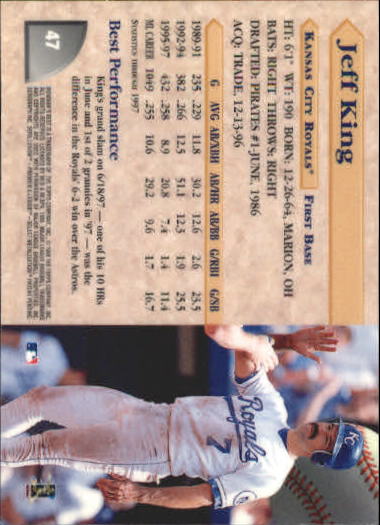 Jeff King
KANSAS CITY ROYALS® FIRST BASE
HT: 6'1" WT: 190 BORN: 12-26-64, MARION, OH
BATS: RIGHT THROWS: RIGHT
DRAFTED: PIRATES #1-JUNE, 1986
ACQ: TRADE, 12-13-96
G AVG AB/XBH AB/HR AB/BB G/RBI G/SB
1989-91 235 .229 11.8 30.2 12.6 2.6 23.5
1992-94 382 .266 12.5 51.1 12.3 1.9 25.5
1995-97 432 .258 8.9 20.8 7.4 1.4 11.4
ML CAREER 1049 .255 10.6 29.2 9.6 1.7 16.7
STATISTICS THROUGH 1997
Best Performance
King's grand slam on 6/18/97 — one of his 10 HRs
in June and 1st of 2 grannies in '97 — was the
difference in the Royals' 6-2 win over the Astros.
47
Royals
7
KC